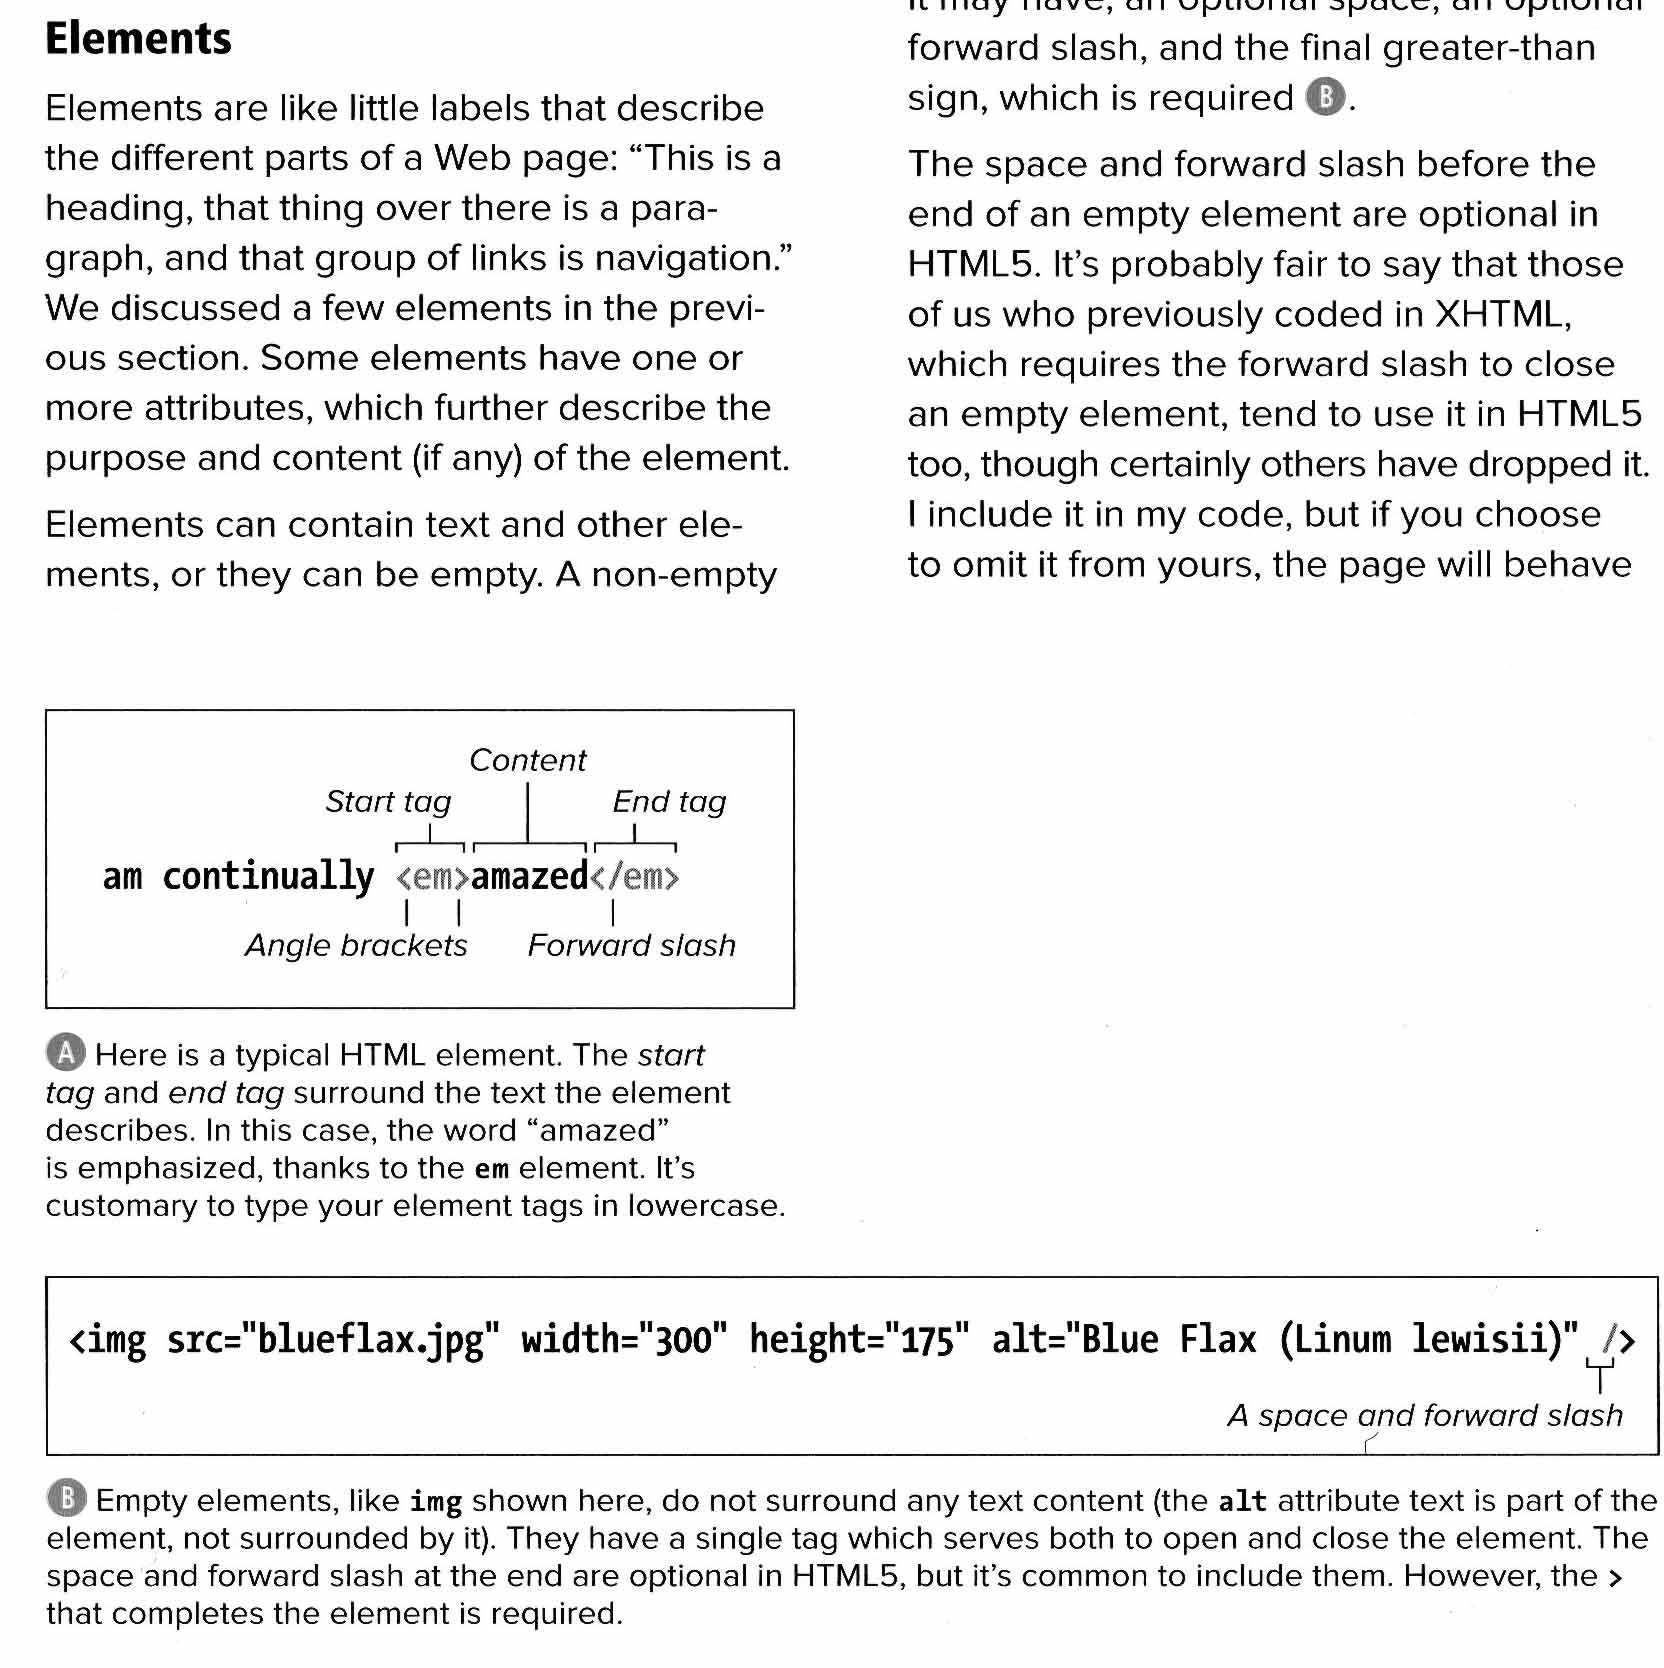 Elements
Elements are like little labels that describe
the different parts of a Web page: “This is a
heading, that thing over there is a para-
graph, and that group of links is navigation.”
We discussed a few elements in the previ-
ous section. Some elements have one or
more attributes, which further describe the
purpose and content (if any) of the element.
Elements can contain text and other ele-
ments, or they can be empty. A non-empty
it may have, an optional space, an optional
forward slash, and the final greater-than
sign, which is required B.
The space and forward slash before the
end of an empty element are optional in
HTML5. It’s probably fair to say that those
of us who previously coded in XHTML,
which requires the forward slash to close
an empty element, tend to use it in HTML5
too, though certainly others have dropped it.
I include it in my code, but if you choose
to omit it from yours, the page will behave
Content
Start tag End tag
am continually <em>amazed</em>
Angle brackets Forward slash
A Here is a typical HTML element. The start
tag and end tag surround the text the element
describes. In this case, the word “amazed”
is emphasized, thanks to the em element. It’s
customary to type your element tags in lowercase.
<img src="blueflax.jpg" width="300" height="175" alt="Blue Flax (Linum lewisii)" />
A space and forward slash
B Empty elements, like img shown here, do not surround any text content (the alt attribute text is part of the
element, not surrounded by it). They have a single tag which serves both to open and close the element. The
space and forward slash at the end are optional in HTML5, but it’s common to include them. However, the >
that completes the element is required.